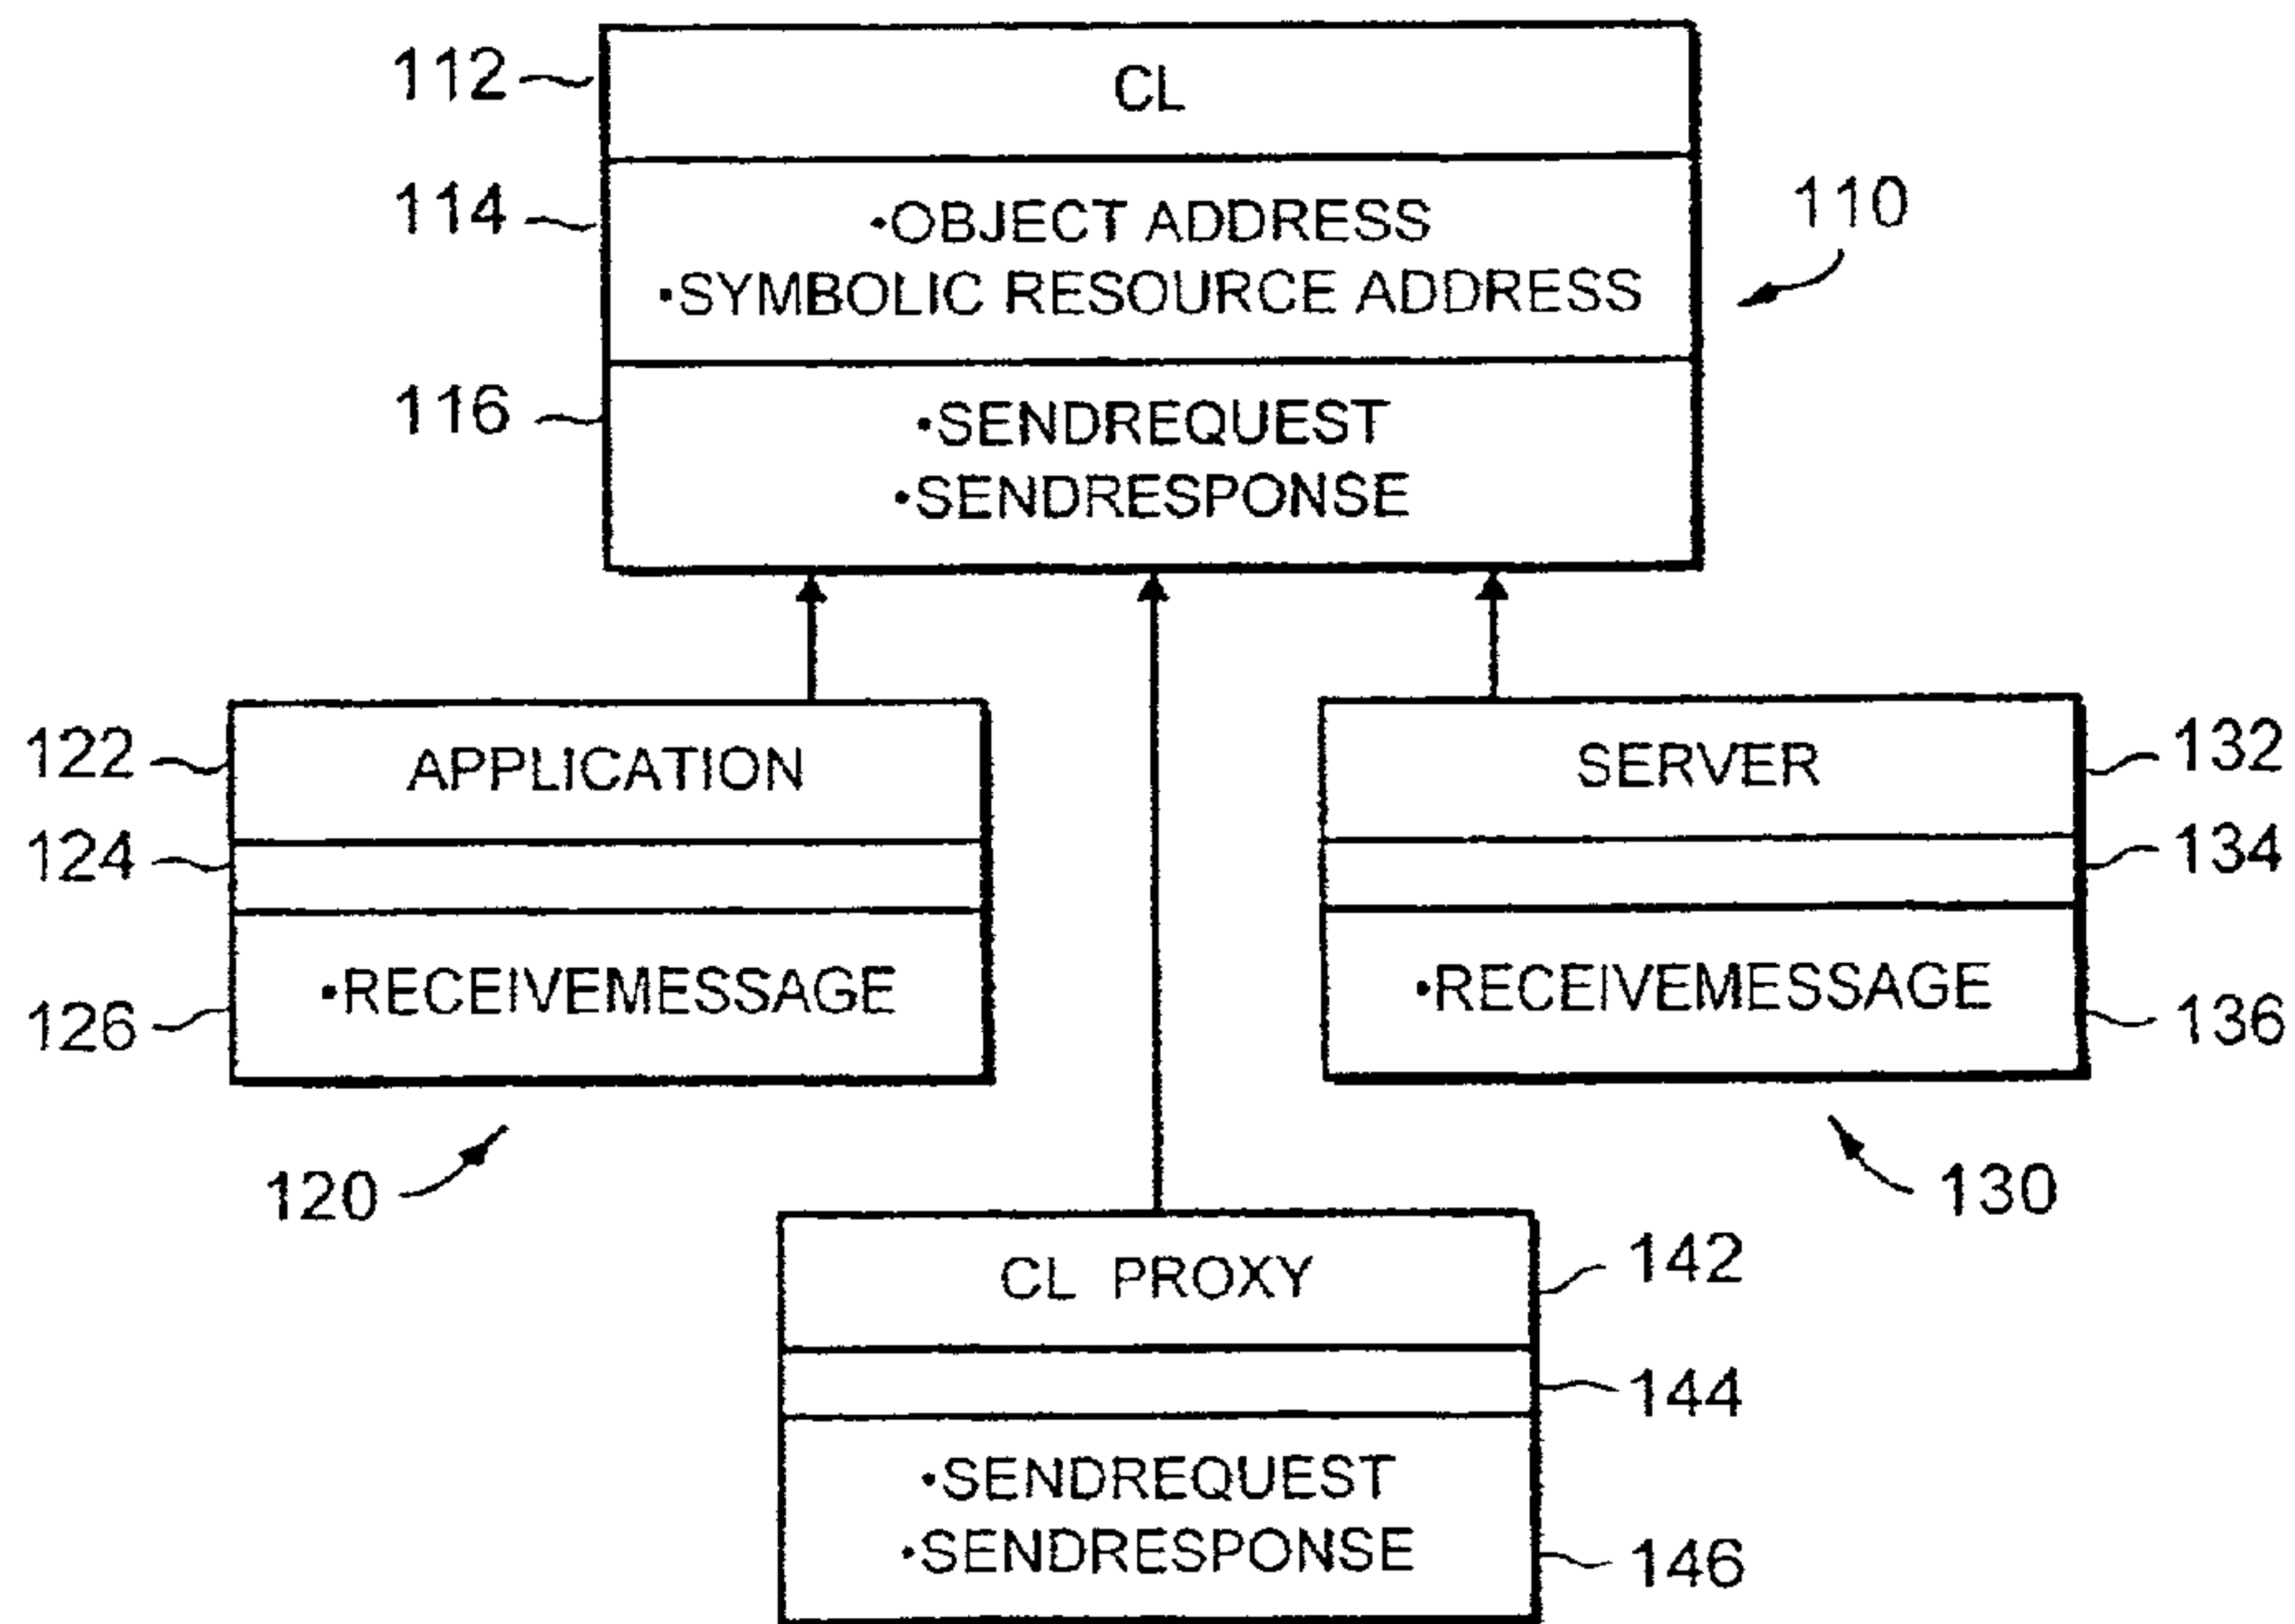 112
CL
114
•OBJECT ADDRESS
•SYMBOLIC RESOURCE ADDRESS
110
116
•SENDREQUEST
•SENDRESPONSE
122
APPLICATION
124
126
•RECEIVEMESSAGE
120
SERVER
132
134
•RECEIVEMESSAGE
136
130
CL PROXY
142
144
•SENDREQUEST
•SENDRESPONSE
146